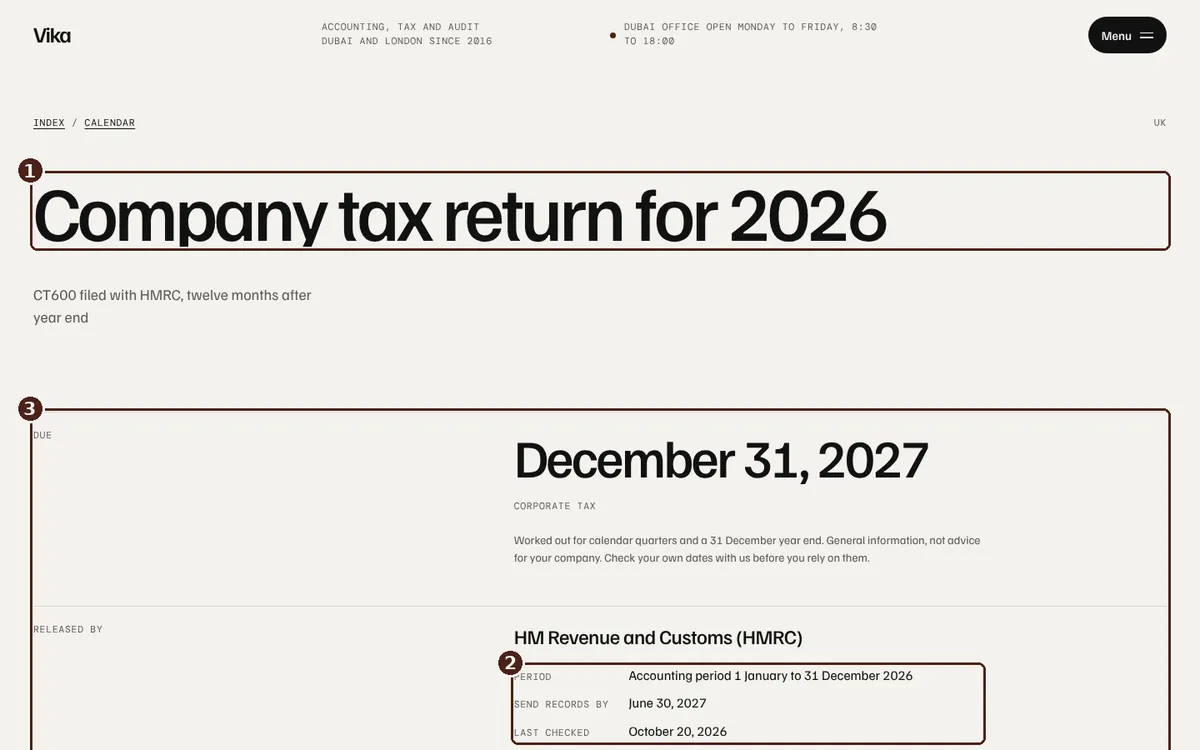 Vika
ACCOUNTING, TAX AND AUDIT
DUBAI AND LONDON SINCE 2016
DUBAI OFFICE OPEN MONDAY TO FRIDAY, 8:30
TO 18:00
Menu
INDEX / CALENDAR
UK
1
Company tax return for 2026
CT600 filed with HMRC, twelve months after
year end
3
DUE
December 31, 2027
CORPORATE TAX
Worked out for calendar quarters and a 31 December year end. General information, not advice
for your company. Check your own dates with us before you rely on them.
RELEASED BY
HM Revenue and Customs (HMRC)
2
PERIOD Accounting period 1 January to 31 December 2026
SEND RECORDS BY June 30, 2027
LAST CHECKED October 20, 2026